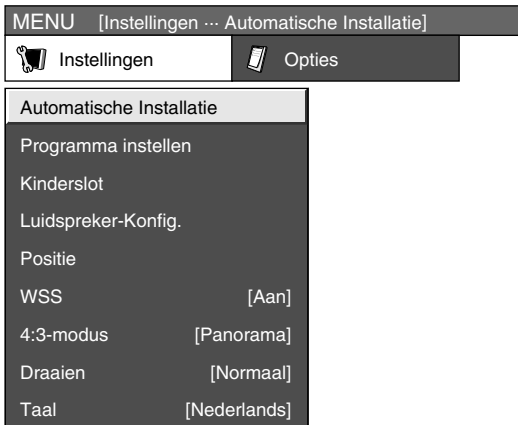 MENU [Instellingen ··· Automatische Installatie]
Instellingen Opties
Automatische Installatie
Programma instellen
Kinderslot
Luidspreker-Konfig.
Positie
WSS [Aan]
4:3-modus [Panorama]
Draaien [Normaal]
Taal [Nederlands]